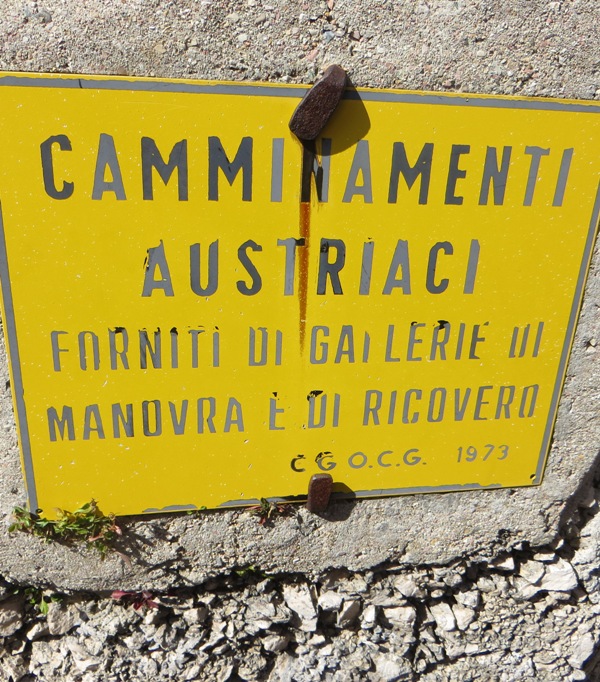 CAMMINAMENTI
AUSTRIACI
FORNITI DI GALLERIE DI
MANOVRA E DI RICOVERO
C G O.C.G. 1973